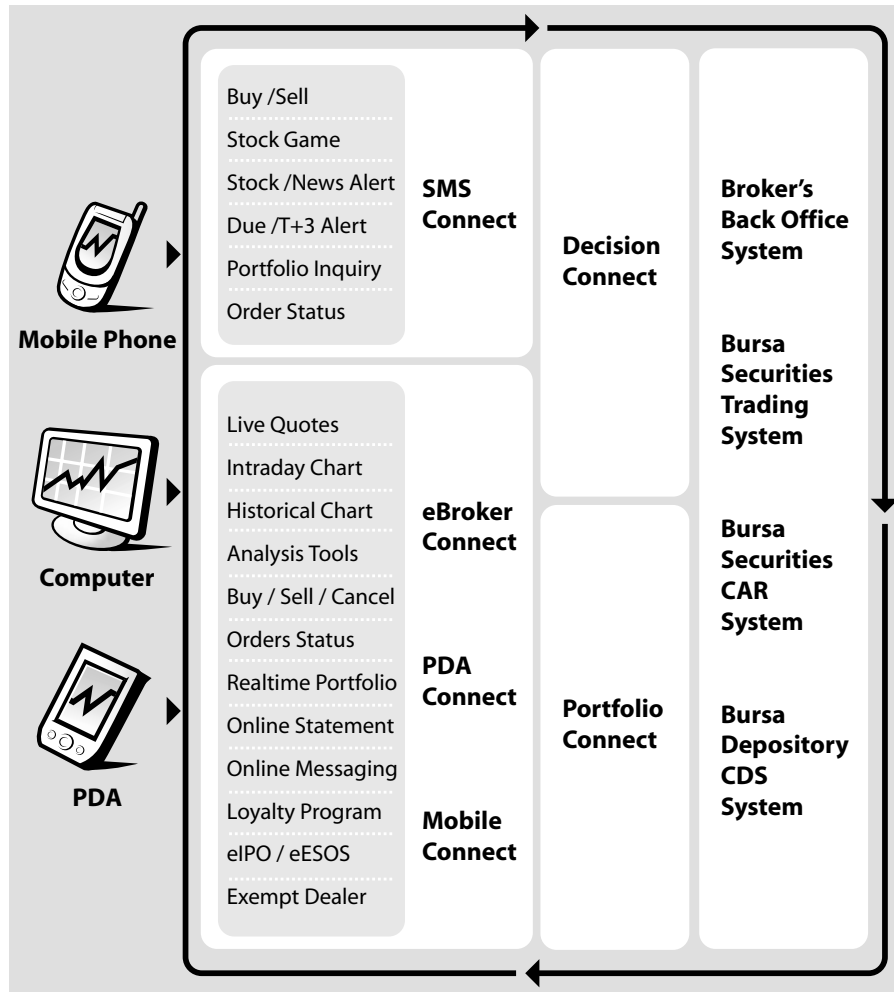 Mobile Phone
Computer
PDA
Buy /Sell
Stock Game
Stock /News Alert
Due /T+3 Alert
Portfolio Inquiry
Order Status
SMS
Connect
Live Quotes
Intraday Chart
Historical Chart
Analysis Tools
Buy / Sell / Cancel
Orders Status
Realtime Portfolio
Online Statement
Online Messaging
Loyalty Program
eIPO / eESOS
Exempt Dealer
eBroker
Connect
PDA
Connect
Mobile
Connect
Decision
Connect
Portfolio
Connect
Broker’s
Back Office
System
Bursa
Securities
Trading
System
Bursa
Securities
CAR
System
Bursa
Depository
CDS
System